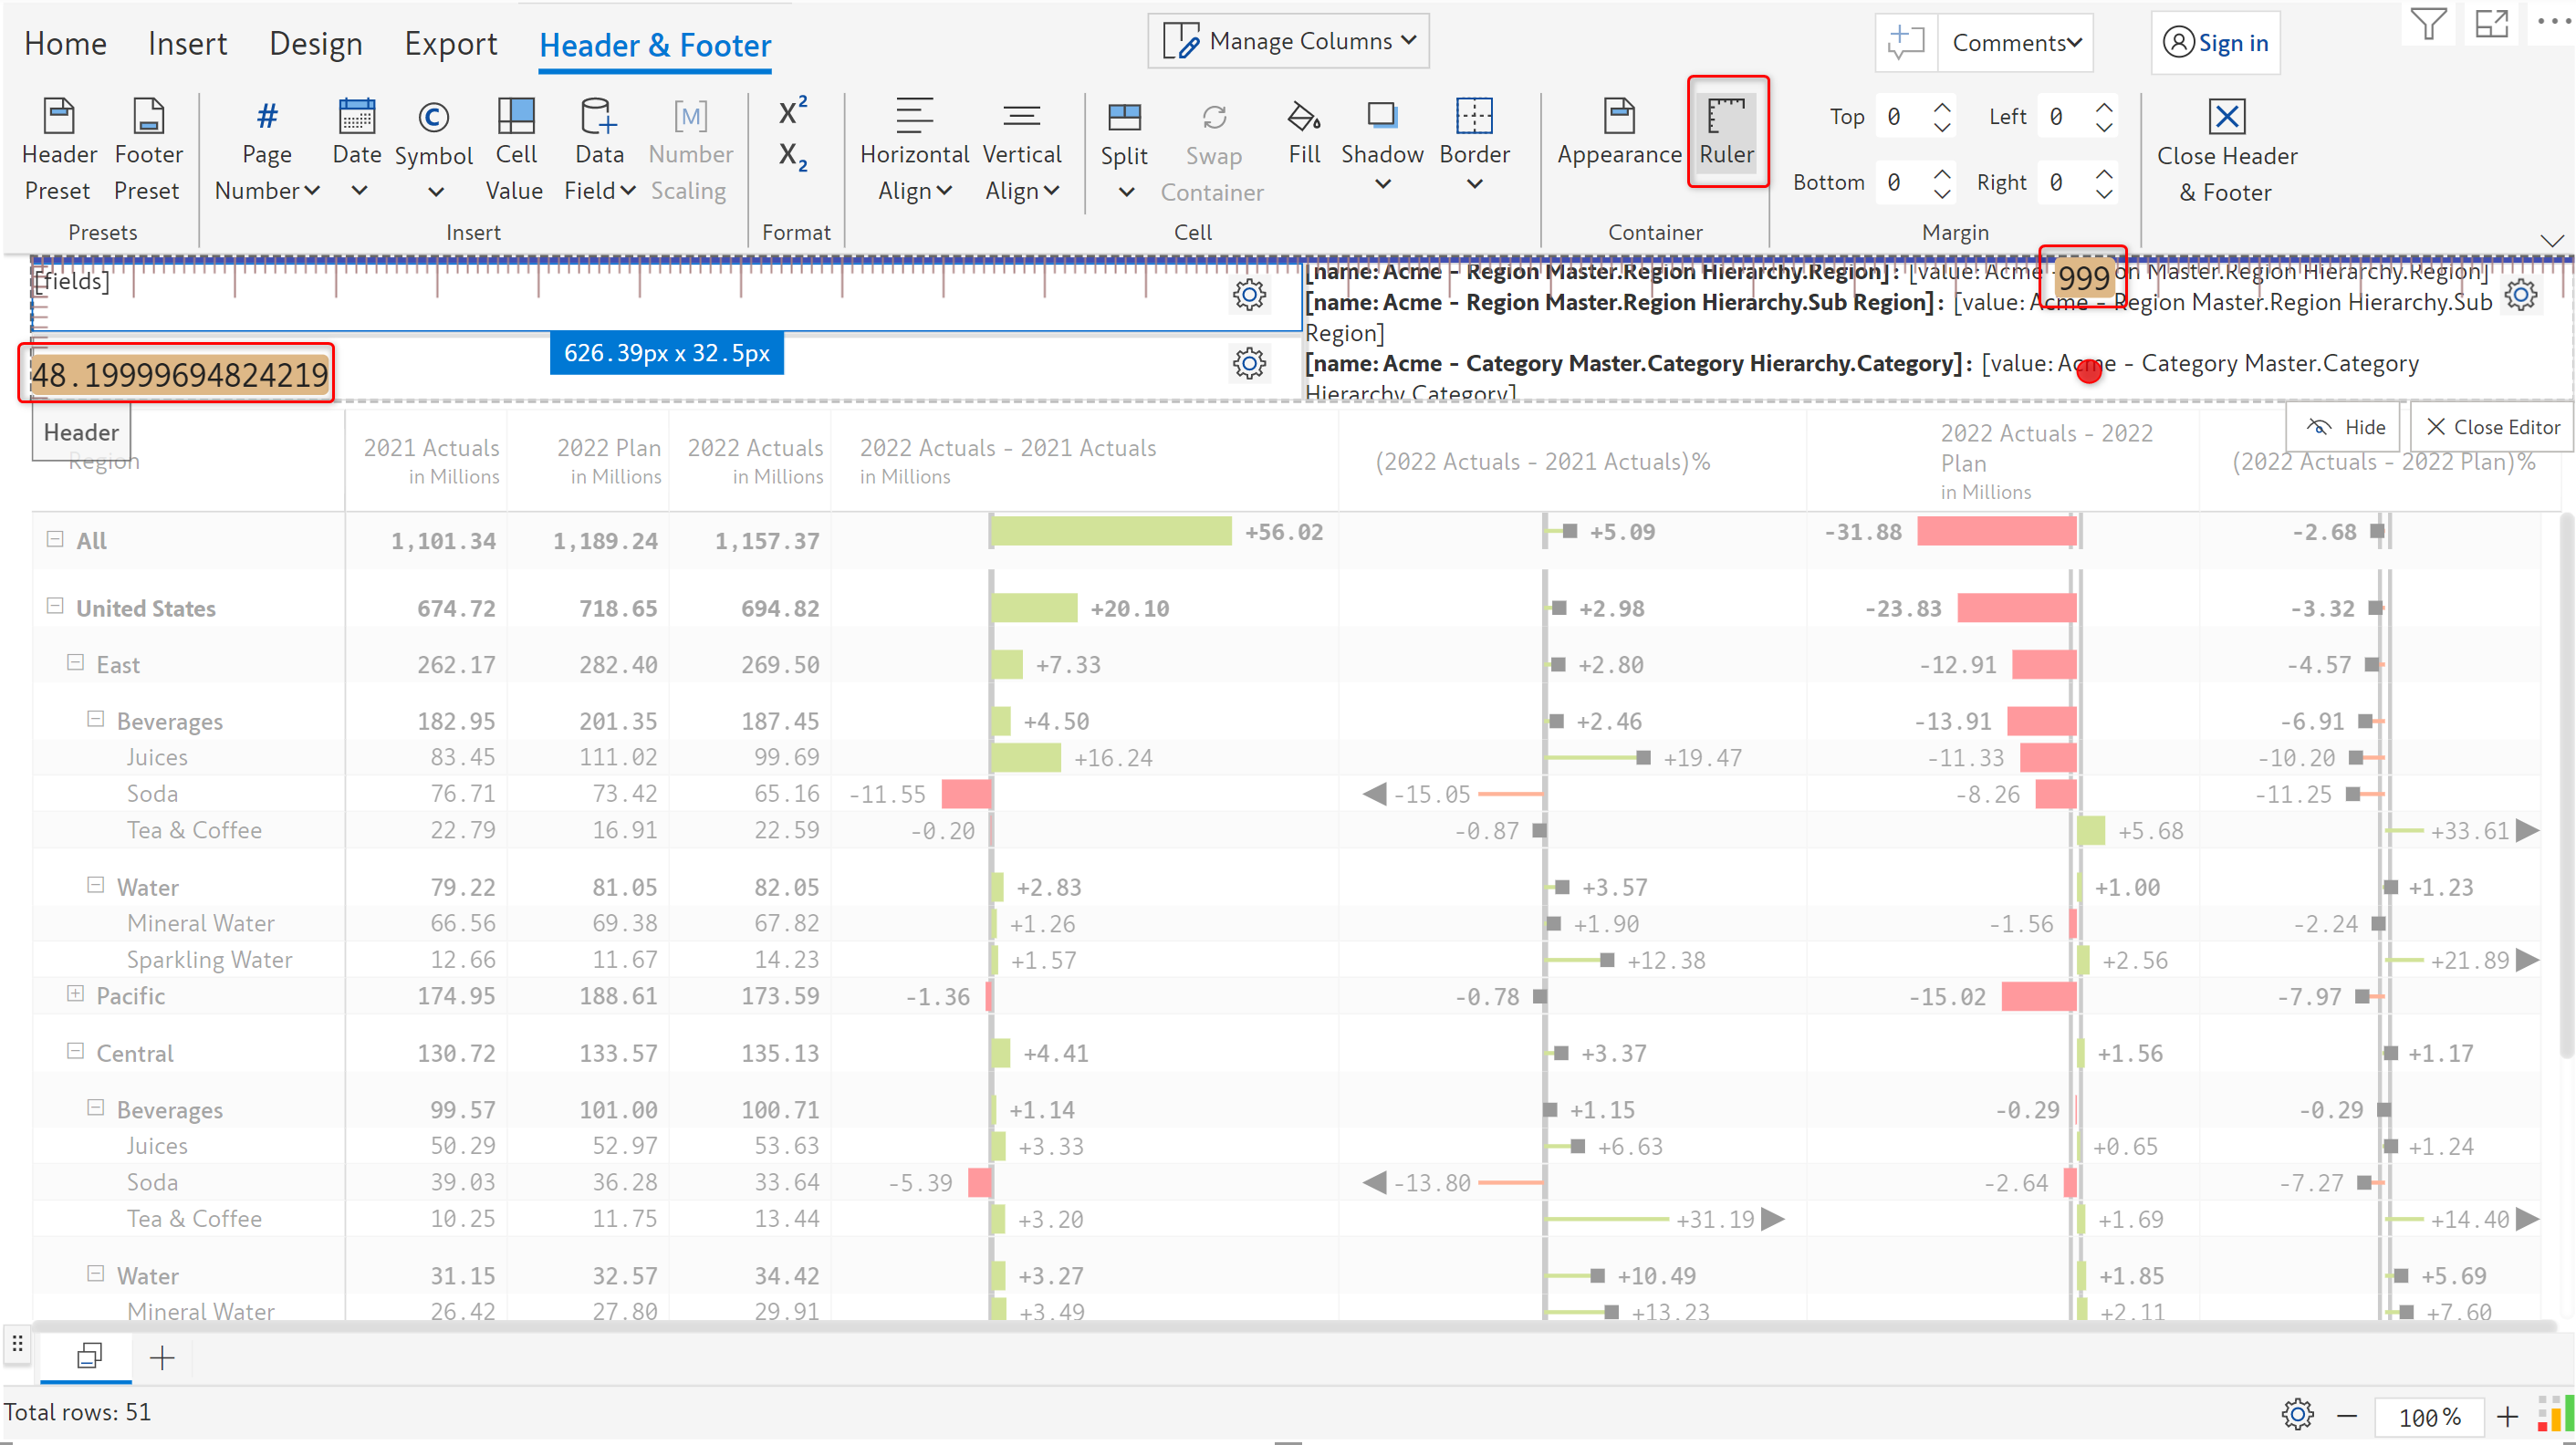 Home Insert Design Export Header & Footer Manage Columns Comments Sign in
Header Preset Footer Preset Page Number Date Symbol Cell Value Data Field [M] Number Scaling X² X₂ Horizontal Align Vertical Align Split Swap Container Fill Shadow Border Appearance Ruler Top 0 Left 0 Bottom 0 Right 0 Close Header & Footer
Presets Insert Format Cell Container Margin
[fields]
[name: Acme - Region Master.Region Hierarchy.Region]: [value: Acme - on Master.Region Hierarchy.Region]
999
[name: Acme - Region Master.Region Hierarchy.Sub Region]: [value: Acme - Region Master.Region Hierarchy.Sub
Region]
626.39px x 32.5px
[name: Acme - Category Master.Category Hierarchy.Category]: [value: Acme - Category Master.Category
Hierarchy.Category]
48.19999694824219
Header
Hide Close Editor
Region 2021 Actuals in Millions 2022 Plan in Millions 2022 Actuals in Millions 2022 Actuals - 2021 Actuals in Millions (2022 Actuals - 2021 Actuals)% 2022 Actuals - 2022 Plan in Millions (2022 Actuals - 2022 Plan)%
All 1,101.34 1,189.24 1,157.37 +56.02 +5.09 -31.88 -2.68
United States 674.72 718.65 694.82 +20.10 +2.98 -23.83 -3.32
East 262.17 282.40 269.50 +7.33 +2.80 -12.91 -4.57
Beverages 182.95 201.35 187.45 +4.50 +2.46 -13.91 -6.91
Juices 83.45 111.02 99.69 +16.24 +19.47 -11.33 -10.20
Soda 76.71 73.42 65.16 -11.55 -15.05 -8.26 -11.25
Tea & Coffee 22.79 16.91 22.59 -0.20 -0.87 +5.68 +33.61
Water 79.22 81.05 82.05 +2.83 +3.57 +1.00 +1.23
Mineral Water 66.56 69.38 67.82 +1.26 +1.90 -1.56 -2.24
Sparkling Water 12.66 11.67 14.23 +1.57 +12.38 +2.56 +21.89
Pacific 174.95 188.61 173.59 -1.36 -0.78 -15.02 -7.97
Central 130.72 133.57 135.13 +4.41 +3.37 +1.56 +1.17
Beverages 99.57 101.00 100.71 +1.14 +1.15 -0.29 -0.29
Juices 50.29 52.97 53.63 +3.33 +6.63 +0.65 +1.24
Soda 39.03 36.28 33.64 -5.39 -13.80 -2.64 -7.27
Tea & Coffee 10.25 11.75 13.44 +3.20 +31.19 +1.69 +14.40
Water 31.15 32.57 34.42 +3.27 +10.49 +1.85 +5.69
Mineral Water 26.42 27.80 29.91 +3.49 +13.23 +2.11 +7.60
Total rows: 51
100 %